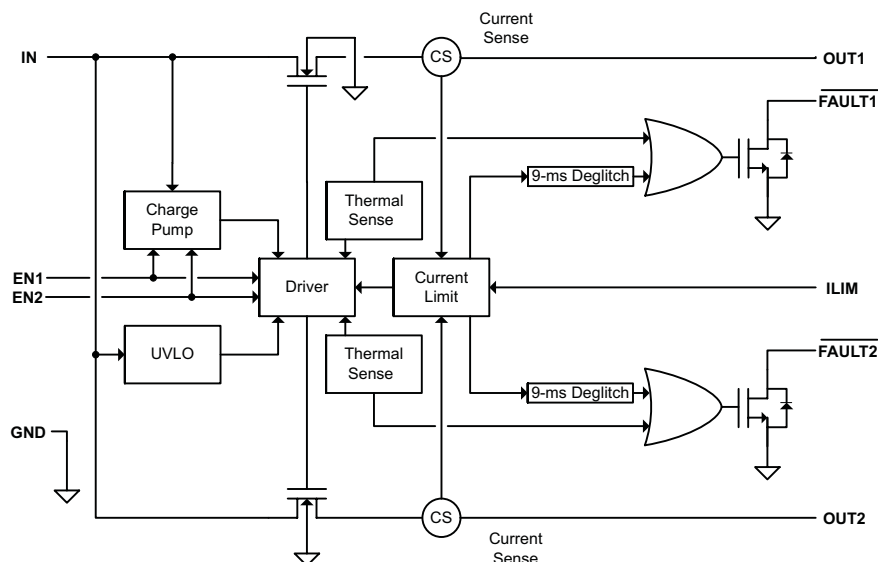 Current
Sense
IN
CS
OUT1
FAULT1
9-ms Deglitch
Charge
Pump
Thermal
Sense
EN1
EN2
Driver
Current
Limit
ILIM
UVLO
Thermal
Sense
FAULT2
9-ms Deglitch
GND
CS
OUT2
Current
Sense